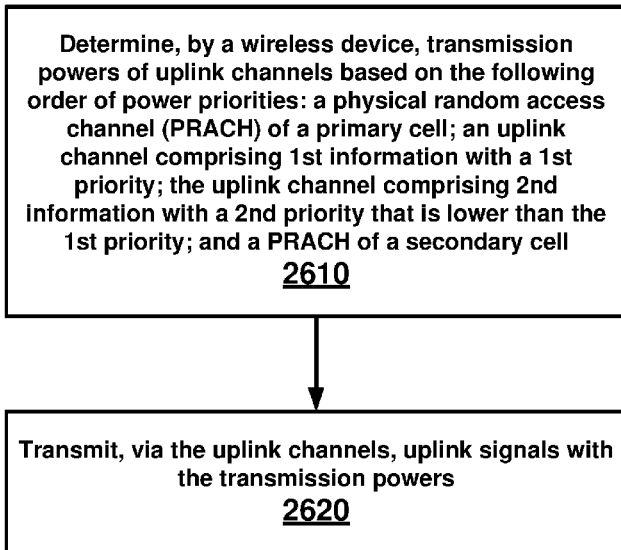 Determine, by a wireless device, transmission
powers of uplink channels based on the following
order of power priorities: a physical random access
channel (PRACH) of a primary cell; an uplink
channel comprising 1st information with a 1st
priority; the uplink channel comprising 2nd
information with a 2nd priority that is lower than the
1st priority; and a PRACH of a secondary cell
2610
Transmit, via the uplink channels, uplink signals with
the transmission powers
2620